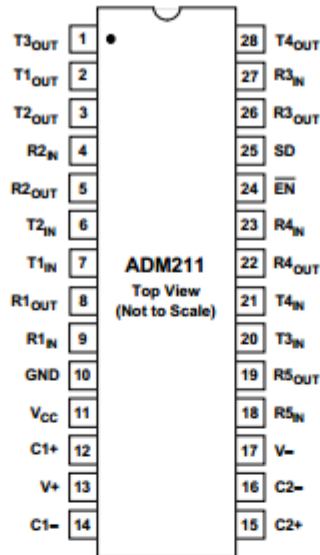 T3OUT 1 28 T4OUT
T1OUT 2 27 R3IN
T2OUT 3 26 R3OUT
R2IN 4 25 SD
R2OUT 5 24 E̅N̅
T2IN 6 23 R4IN
T1IN 7 ADM211 22 R4OUT
R1OUT 8 Top View 21 T4IN
(Not to Scale)
R1IN 9 20 T3IN
GND 10 19 R5OUT
VCC 11 18 R5IN
C1+ 12 17 V–
V+ 13 16 C2–
C1– 14 15 C2+